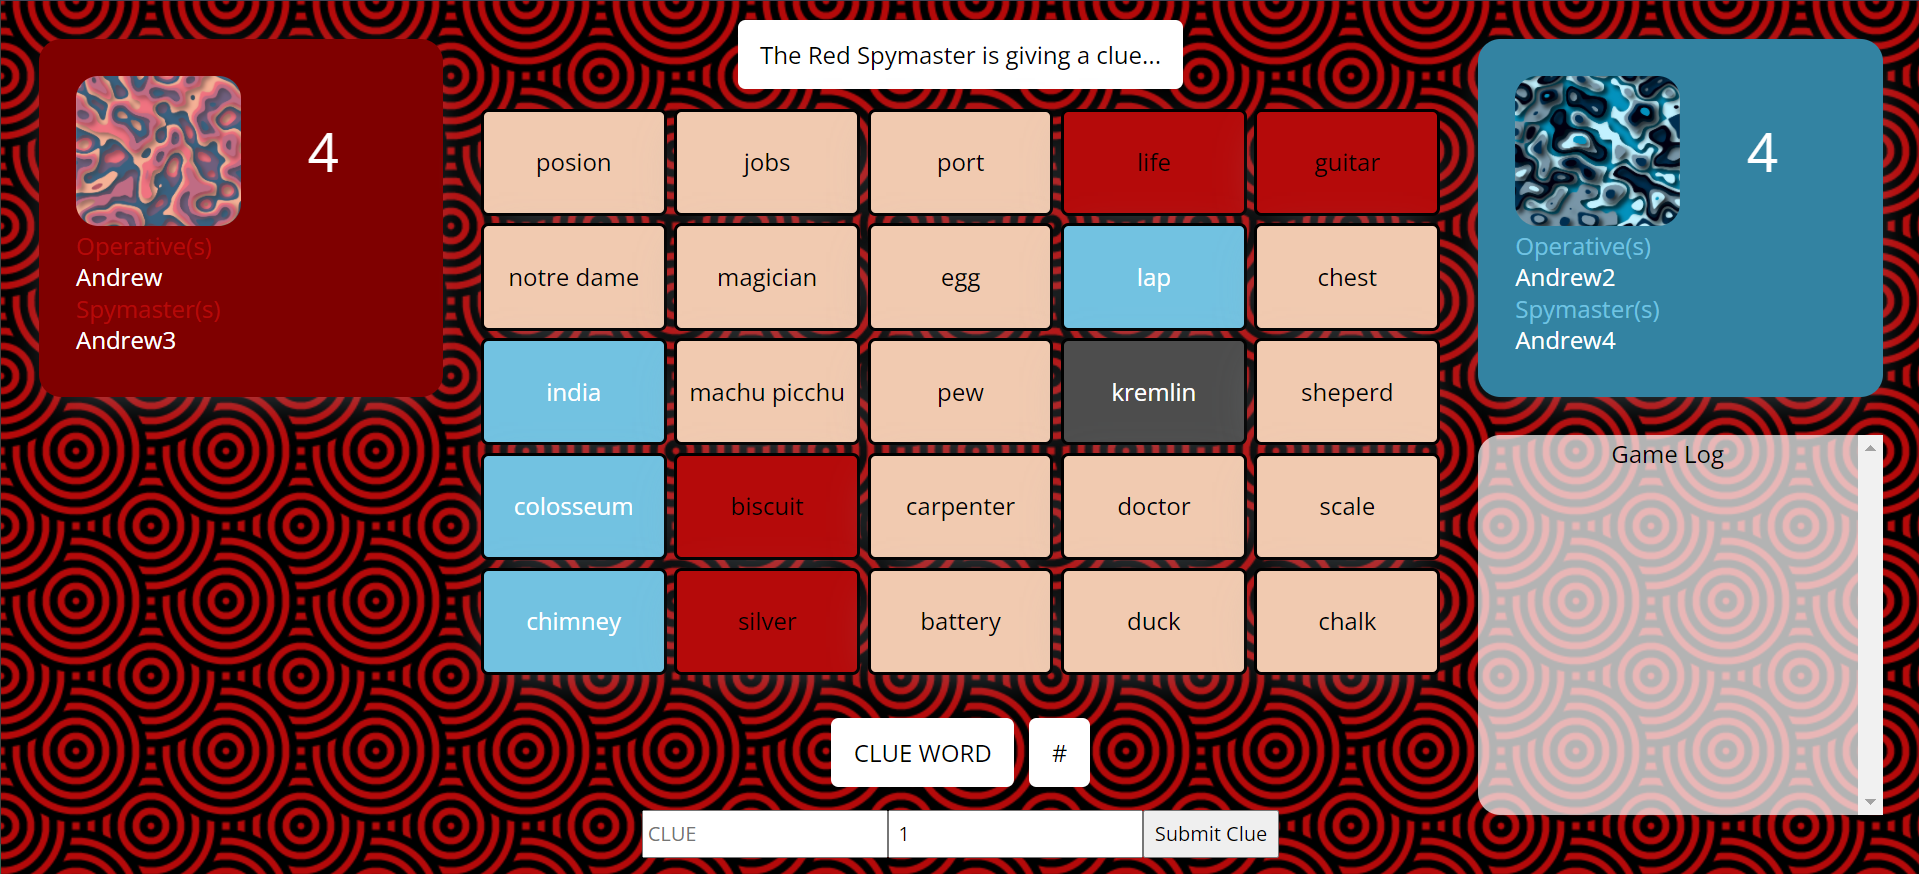 The Red Spymaster is giving a clue...
4
Operative(s)
Andrew
Spymaster(s)
Andrew3
posion jobs port life guitar
notre dame magician egg lap chest
india machu picchu pew kremlin sheperd
colosseum biscuit carpenter doctor scale
chimney silver battery duck chalk
4
Operative(s)
Andrew2
Spymaster(s)
Andrew4
Game Log
CLUE WORD #
CLUE 1 Submit Clue